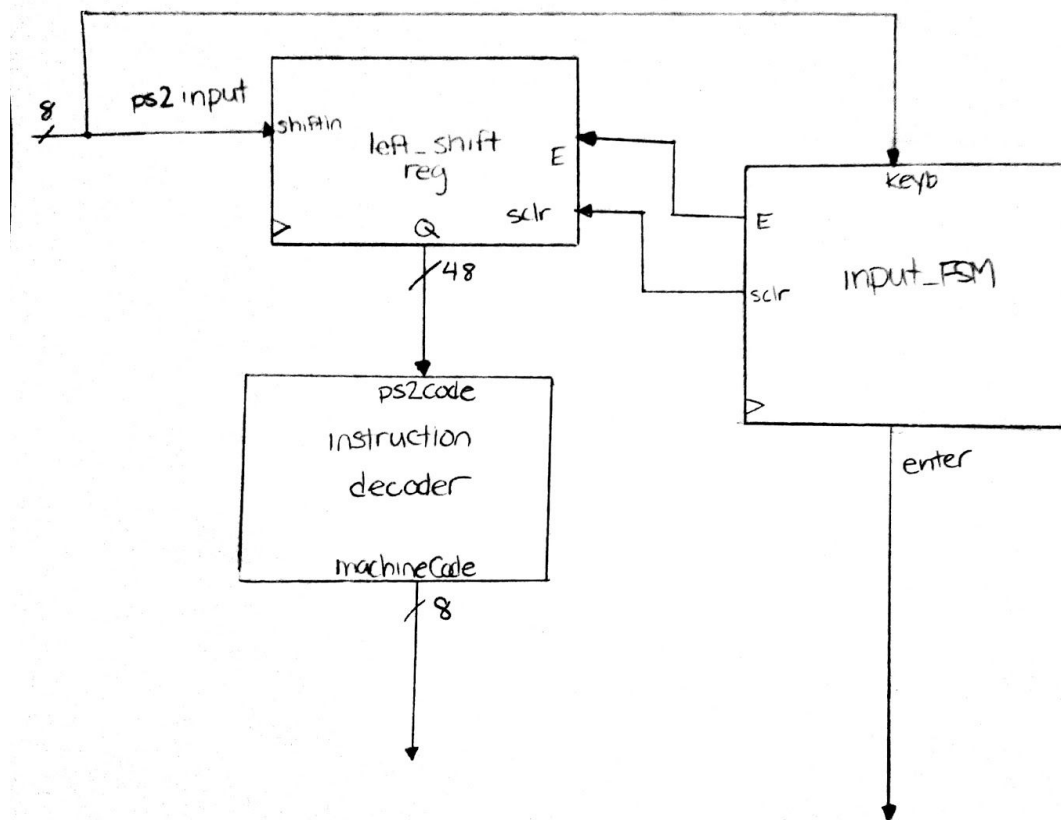 8
ps2 input
shiftin
left_shift
reg
E
sclr
Q
48
keyb
E
sclr
input_FSM
ps2code
instruction
decoder
machineCode
8
enter